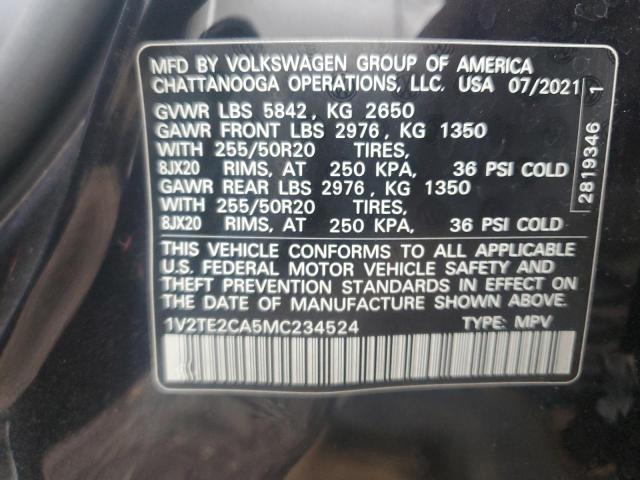 MFD BY VOLKSWAGEN GROUP OF AMERICA
CHATTANOOGA OPERATIONS, LLC. USA 07/2021
GVWR LBS 5842, KG 2650
GAWR FRONT LBS 2976, KG 1350
WITH 255/50R20 TIRES,
8JX20 RIMS, AT 250 KPA, 36 PSI COLD
GAWR REAR LBS 2976, KG 1350
WITH 255/50R20 TIRES,
8JX20 RIMS, AT 250 KPA, 36 PSI COLD
THIS VEHICLE CONFORMS TO ALL APPLICABLE
U.S. FEDERAL MOTOR VEHICLE SAFETY AND
THEFT PREVENTION STANDARDS IN EFFECT ON
THE DATE OF MANUFACTURE SHOWN ABOVE.
1V2TE2CA5MC234524 TYPE: MPV
2819346 1